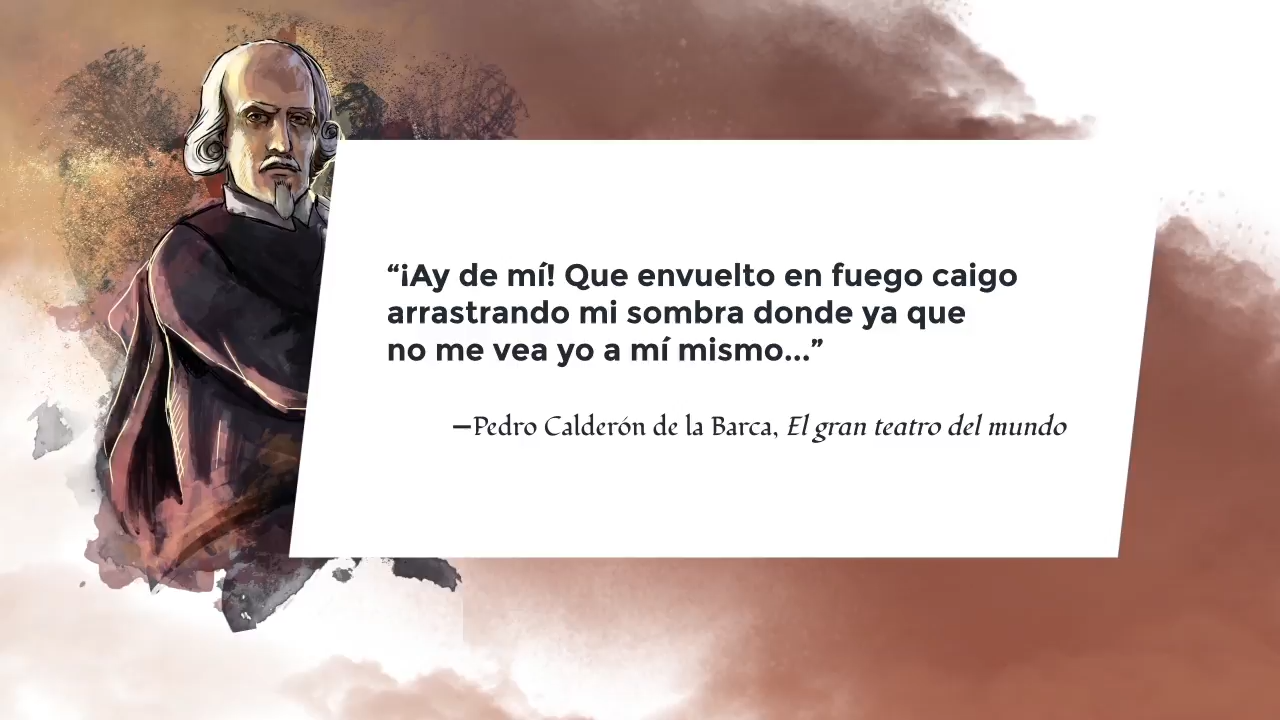 “¡Ay de mí! Que envuelto en fuego caigo
arrastrando mi sombra donde ya que
no me vea yo a mí mismo...”
—Pedro Calderón de la Barca, El gran teatro del mundo